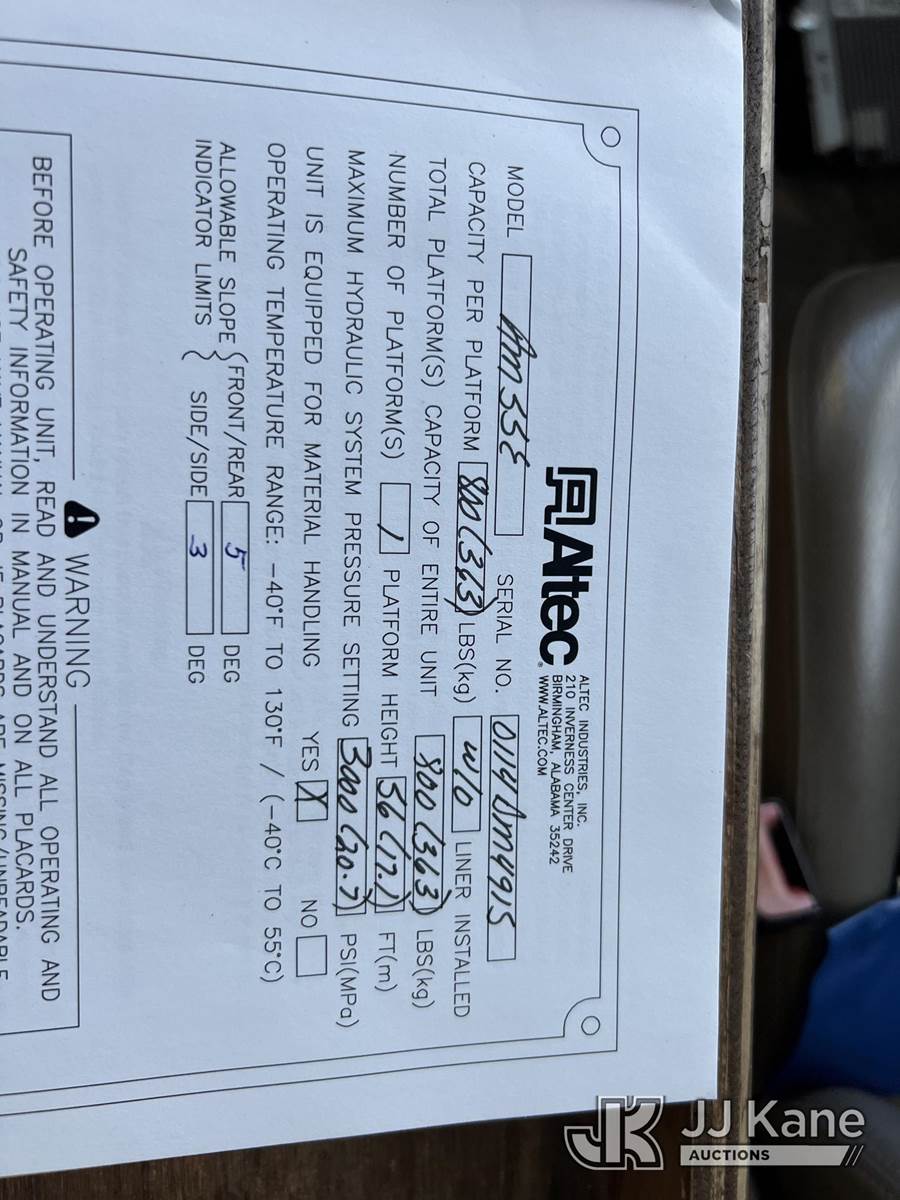 Altec
ALTEC INDUSTRIES, INC.
210 INVERNESS CENTER DRIVE
BIRMINGHAM, ALABAMA 35242
WWW.ALTEC.COM
MODEL Am55E SERIAL NO. 0114DM4915
CAPACITY PER PLATFORM 800 (363) LBS(kg) W/O LINER INSTALLED
TOTAL PLATFORM(S) CAPACITY OF ENTIRE UNIT 800 (363) LBS(kg)
NUMBER OF PLATFORM(S) 1 PLATFORM HEIGHT 56 (17.1) FT(m)
MAXIMUM HYDRAULIC SYSTEM PRESSURE SETTING 3000 (20.7) PSI(MPa)
UNIT IS EQUIPPED FOR MATERIAL HANDLING YES X NO
OPERATING TEMPERATURE RANGE: -40°F TO 130°F / (-40°C TO 55°C)
ALLOWABLE SLOPE FRONT/REAR 5 DEG
INDICATOR LIMITS SIDE/SIDE 3 DEG
WARNING
BEFORE OPERATING UNIT, READ AND UNDERSTAND ALL OPERATING AND
SAFETY INFORMATION IN MANUAL AND ON ALL PLACARDS.
JK JJ Kane
AUCTIONS